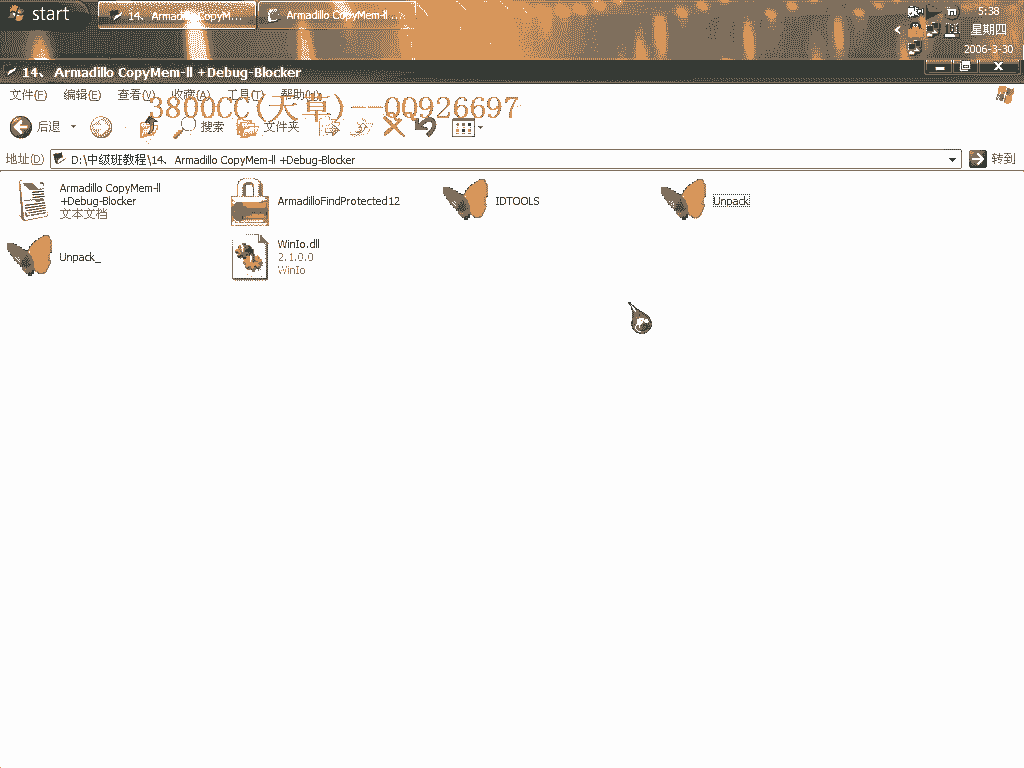 start
14、Armadillo CopyM...
Armadillo CopyMem-ll ...
5:38
星期四
2006-3-30
14、Armadillo CopyMem-ll +Debug-Blocker
文件(F) 编辑(E) 查看(V) 收藏(A) 工具(T) 帮助(H)
3800CC(天草)--QQ926697
后退 搜索 文件夹
地址(D) D:\中级班教程\14、Armadillo CopyMem-ll +Debug-Blocker 转到
Armadillo CopyMem-ll
+Debug-Blocker
文本文档
ArmadilloFindProtected12
IDTOOLS
Unpack
Unpack_
WinIo.dll
2.1.0.0
WinIo